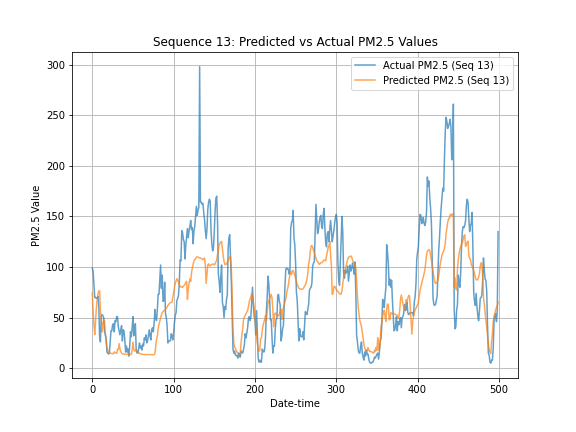 Sequence 13: Predicted vs Actual PM2.5 Values
Actual PM2.5 (Seq 13)
Predicted PM2.5 (Seq 13)
PM2.5 Value
300
250
200
150
100
50
0
0 100 200 300 400 500
Date-time